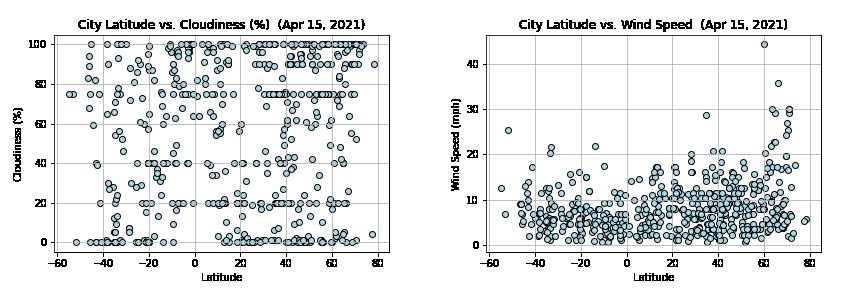 City Latitude vs. Cloudiness (%) (Apr 15, 2021)
100
80
60
40
20
0
Cloudiness (%)
−60 −40 −20 0 20 40 60 80
Latitude
City Latitude vs. Wind Speed (Apr 15, 2021)
40
30
20
10
0
Wind Speed (mph)
−60 −40 −20 0 20 40 60 80
Latitude